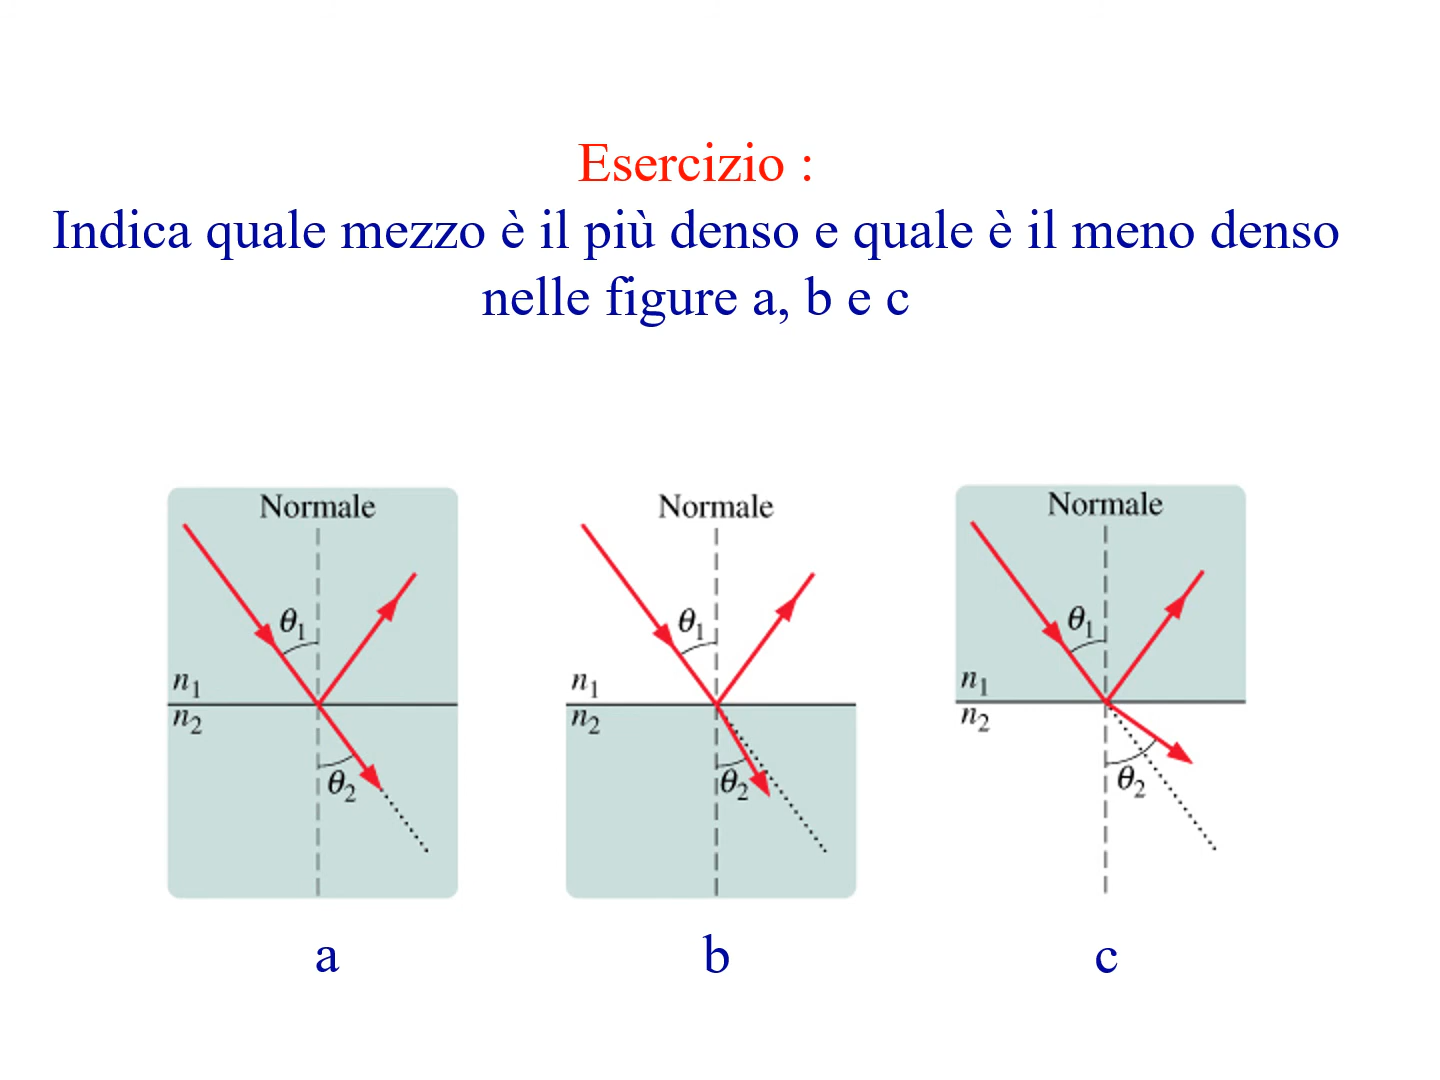 Esercizio :
Indica quale mezzo è il più denso e quale è il meno denso
nelle figure a, b e c
Normale
θ1
n1
n2
θ2
a
Normale
θ1
n1
n2
θ2
b
Normale
θ1
n1
n2
θ2
c